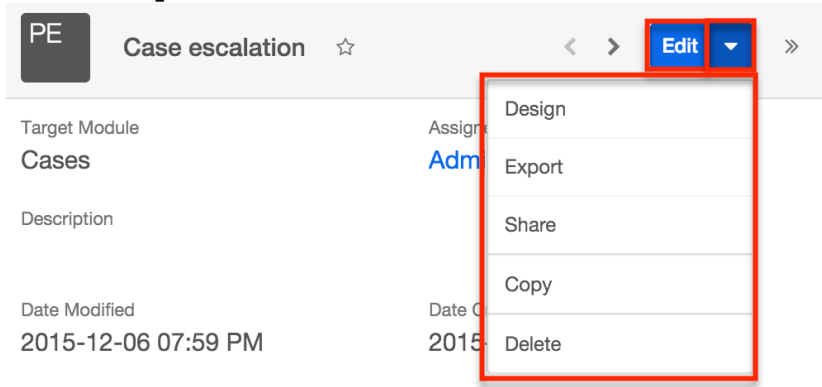 PE
Case escalation
Edit
Design
Target Module
Cases
Export
Description
Share
Copy
Date Modified
2015-12-06 07:59 PM
Delete